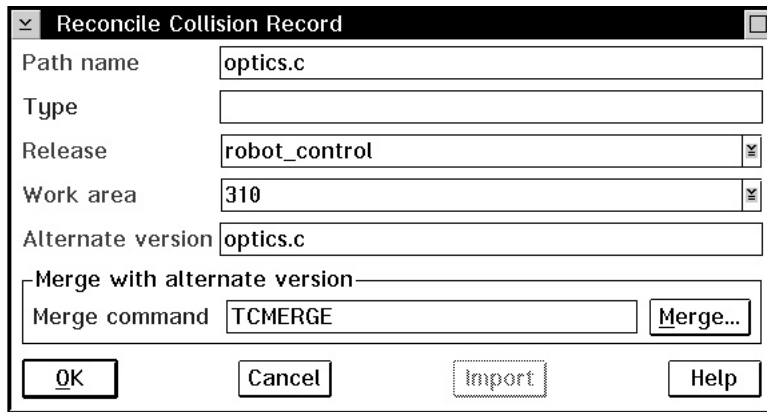 Reconcile Collision Record
Path name optics.c
Type
Release robot_control
Work area 310
Alternate version optics.c
Merge with alternate version
Merge command TCMERGE Merge...
OK Cancel Import Help